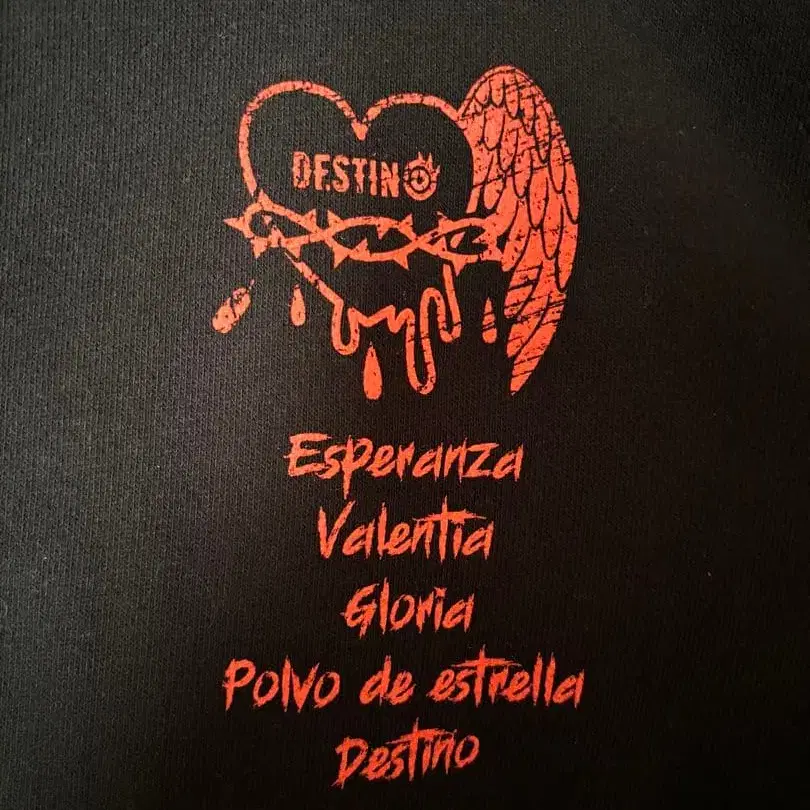 DESTINO
Esperanza
Valentia
Gloria
Polvo de estrella
Destino